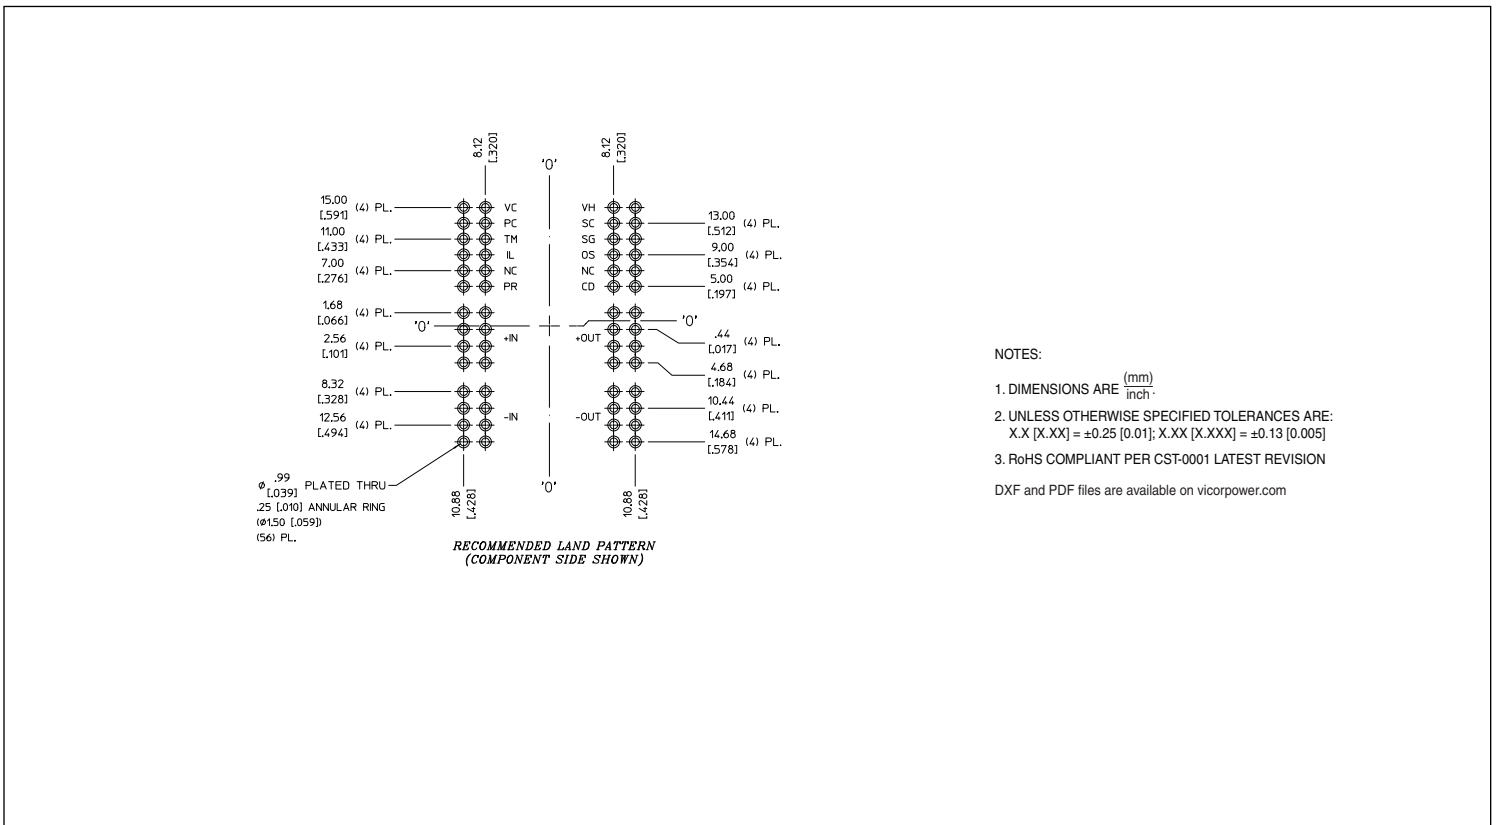 8.12
[.320]
'0'
8.12
[.320]
15.00
[.591]
(4) PL.
11.00
[.433]
(4) PL.
7.00
[.276]
(4) PL.
1.68
[.066]
(4) PL.
2.56
[.101]
(4) PL.
8.32
[.328]
(4) PL.
12.56
[.494]
(4) PL.
VC
PC
TM
IL
NC
PR
'0'
+IN
-IN
VH
SC
SG
OS
NC
CD
'0'
+OUT
-OUT
13.00
[.512]
(4) PL.
9.00
[.354]
(4) PL.
5.00
[.197]
(4) PL.
.44
[.017]
(4) PL.
4.68
[.184]
(4) PL.
10.44
[.411]
(4) PL.
14.68
[.578]
(4) PL.
ø .99
[.039]
PLATED THRU
.25 [.010] ANNULAR RING
(ø1.50 [.059])
(56) PL.
10.88
[.428]
'0'
10.88
[.428]
RECOMMENDED LAND PATTERN
(COMPONENT SIDE SHOWN)
NOTES:
1. DIMENSIONS ARE (mm)
inch.
2. UNLESS OTHERWISE SPECIFIED TOLERANCES ARE:
X.X [X.XX] = ±0.25 [0.01]; X.XX [X.XXX] = ±0.13 [0.005]
3. RoHS COMPLIANT PER CST-0001 LATEST REVISION
DXF and PDF files are available on vicorpower.com